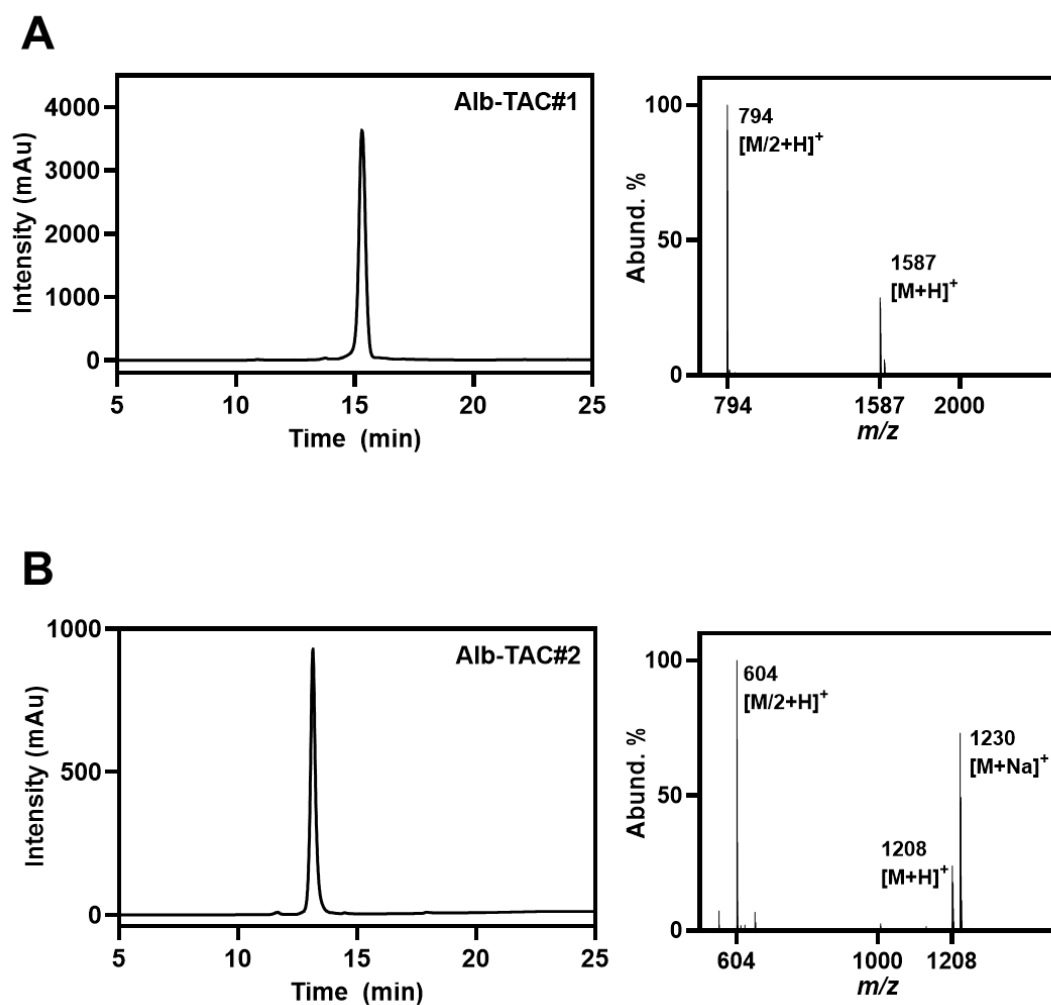 A
Alb-TAC#1
Intensity (mAu)
4000
3000
2000
1000
0
5 10 15 20 25
Time (min)
Abund. %
100
50
0
794
[M/2+H]+
1587
[M+H]+
794 1587 2000
m/z
B
Alb-TAC#2
Intensity (mAu)
1000
500
0
5 10 15 20 25
Time (min)
Abund. %
100
50
0
604
[M/2+H]+
1230
[M+Na]+
1208
[M+H]+
604 1000 1208
m/z